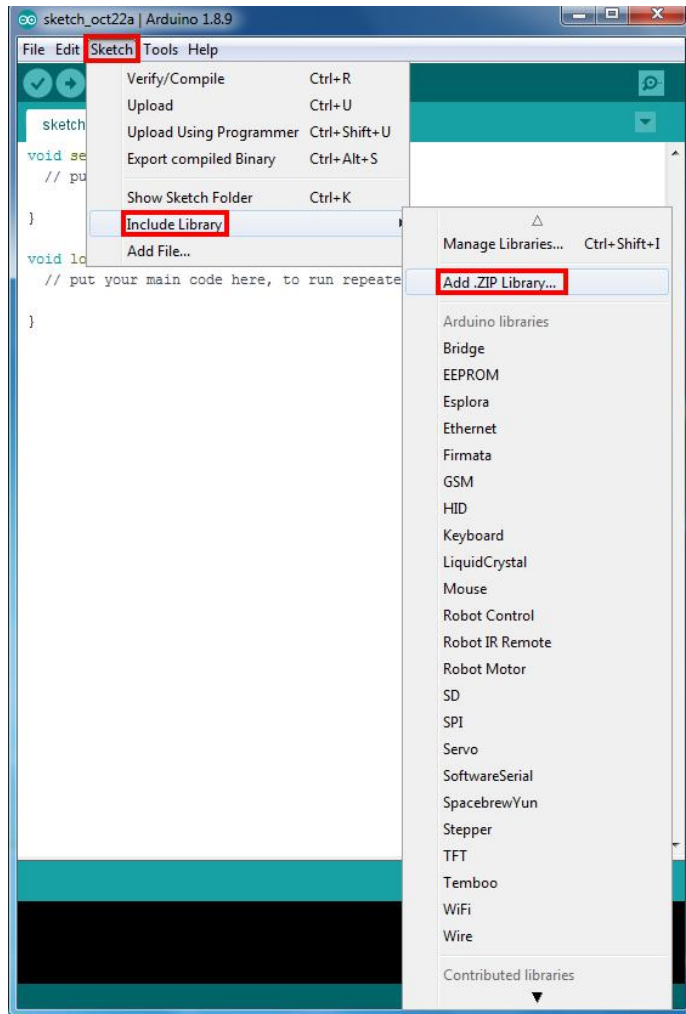 sketch_oct22a | Arduino 1.8.9
File Edit Sketch Tools Help
Verify/Compile Ctrl+R
Upload Ctrl+U
Upload Using Programmer Ctrl+Shift+U
Export compiled Binary Ctrl+Alt+S
Show Sketch Folder Ctrl+K
Include Library
Add File...
sketch
void se
// pu
}
void lo
// put your main code here, to run repeate
}
Manage Libraries... Ctrl+Shift+I
Add .ZIP Library...
Arduino libraries
Bridge
EEPROM
Esplora
Ethernet
Firmata
GSM
HID
Keyboard
LiquidCrystal
Mouse
Robot Control
Robot IR Remote
Robot Motor
SD
SPI
Servo
SoftwareSerial
SpacebrewYun
Stepper
TFT
Temboo
WiFi
Wire
Contributed libraries